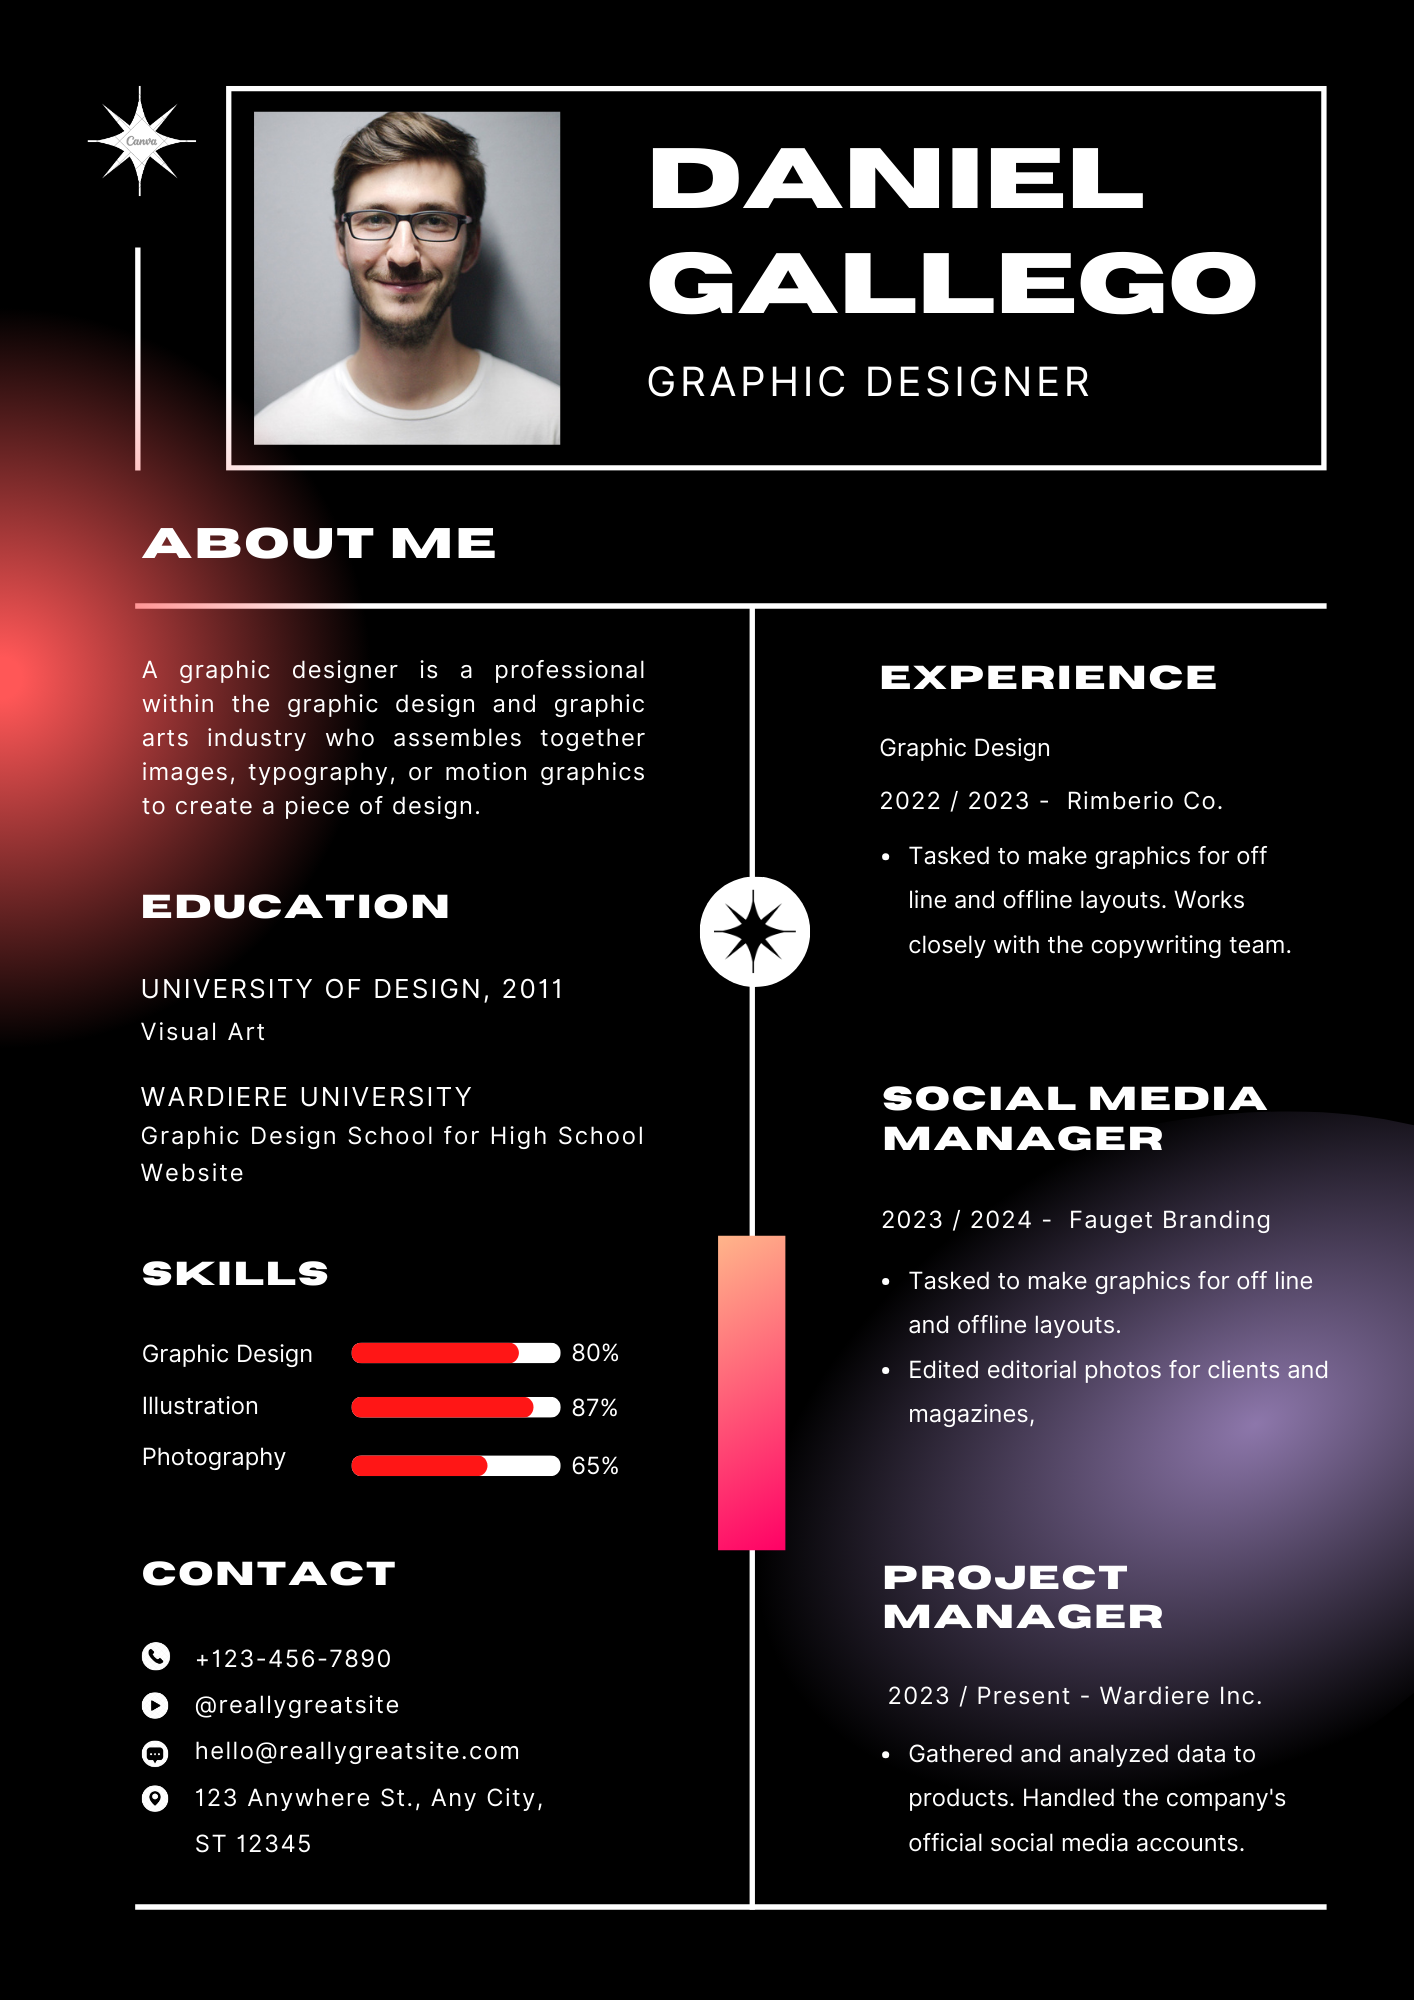 Canva
DANIEL
GALLEGO
GRAPHIC DESIGNER
ABOUT ME
A graphic designer is a professional
within the graphic design and graphic
arts industry who assembles together
images, typography, or motion graphics
to create a piece of design.
EDUCATION
UNIVERSITY OF DESIGN, 2011
Visual Art
WARDIERE UNIVERSITY
Graphic Design School for High School
Website
SKILLS
Graphic Design 80%
Illustration 87%
Photography 65%
CONTACT
+123-456-7890
@reallygreatsite
hello@reallygreatsite.com
123 Anywhere St., Any City,
ST 12345
EXPERIENCE
Graphic Design
2022 / 2023 - Rimberio Co.
• Tasked to make graphics for off
line and offline layouts. Works
closely with the copywriting team.
SOCIAL MEDIA
MANAGER
2023 / 2024 - Fauget Branding
• Tasked to make graphics for off line
and offline layouts.
• Edited editorial photos for clients and
magazines,
PROJECT
MANAGER
2023 / Present - Wardiere Inc.
• Gathered and analyzed data to
products. Handled the company's
official social media accounts.